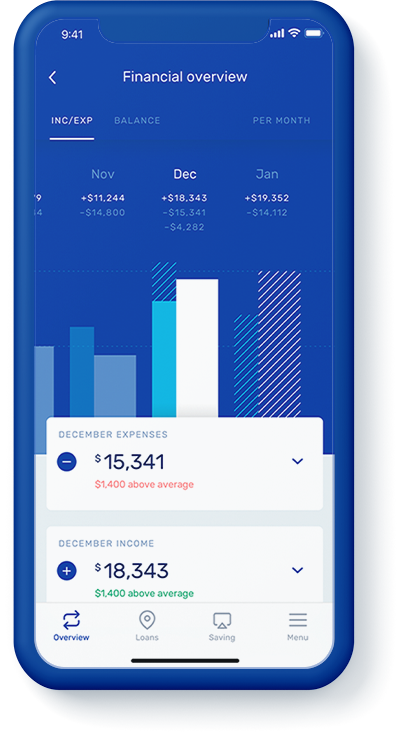 9:41
Financial overview
INC/EXP BALANCE PER MONTH
Nov Dec Jan
9 +$11,244 +$18,343 +$19,352
4 −$14,800 −$15,341 −$14,112
−$4,282
DECEMBER EXPENSES
$15,341
$1,400 above average
DECEMBER INCOME
$18,343
$1,400 above average
Overview Loans Saving Menu